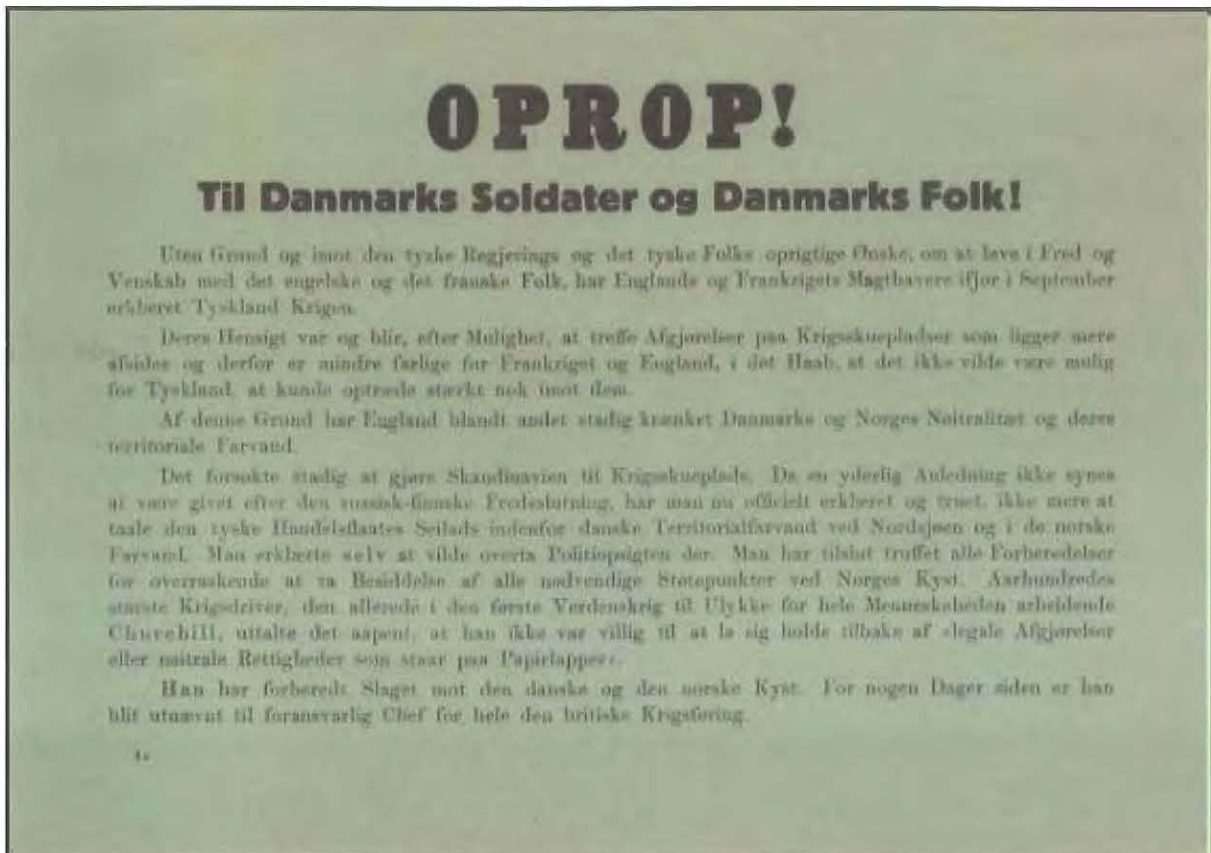 OPROP!
Til Danmarks Soldater og Danmarks Folk!
Uten Grund og imot den tyske Regjerings og det tyske Folks oprigtige Ønske, om at leve i Fred og
Venskab med det engelske og det franske Folk, har Englands og Frankrigets Magthavere ifjor i September
erklæret Tyskland Krigen.
Deres Hensigt var og blir, efter Mulighet, at treffe Afgjørelser paa Krigsskuepladser som ligger mere
afsides og derfor er mindre farlige for Frankriget og England, i det Haab, at det ikke vilde være mulig
for Tyskland, at kunde optræde stærkt nok imot dem.
Af denne Grund har England blandt andet stadig krænket Danmarks og Norges Nøitralitæt og deres
territoriale Farvand.
Det forsøkte stadig at gjøre Skandinavien til Krigsskueplads. Da en yderlig Anledning ikke synes
at være givet efter den russisk-finnske Fredsslutning, har man nu officielt erklæret og truet, ikke mere at
taale den tyske Handelsflaates Seilads indenfor danske Territorialfarvand ved Nordsjøen og i de norske
Farvand. Man erklærte selv at vilde overta Politiopsigten der. Man har tilslut truffet alle Forberedelser
for overraskende at ta Besiddelse af alle nødvendige Støtepunkter ved Norges Kyst. Aarhundredes
største Krigsdriver, den allerede i den første Verdenskrig til Ulykke for hele Menneskeheden arbeidende
Churchill, uttalte det aapent, at han ikke var villig til at la sig holde tilbake af «legale Afgjørelser
eller nøitrale Rettigheder som staar paa Papirlapper».
Han har forberedt Slaget mot den danske og den norske Kyst. For nogen Dager siden er han
blit utnævnt til foransvarlig Chef for hele den britiske Krigsføring.